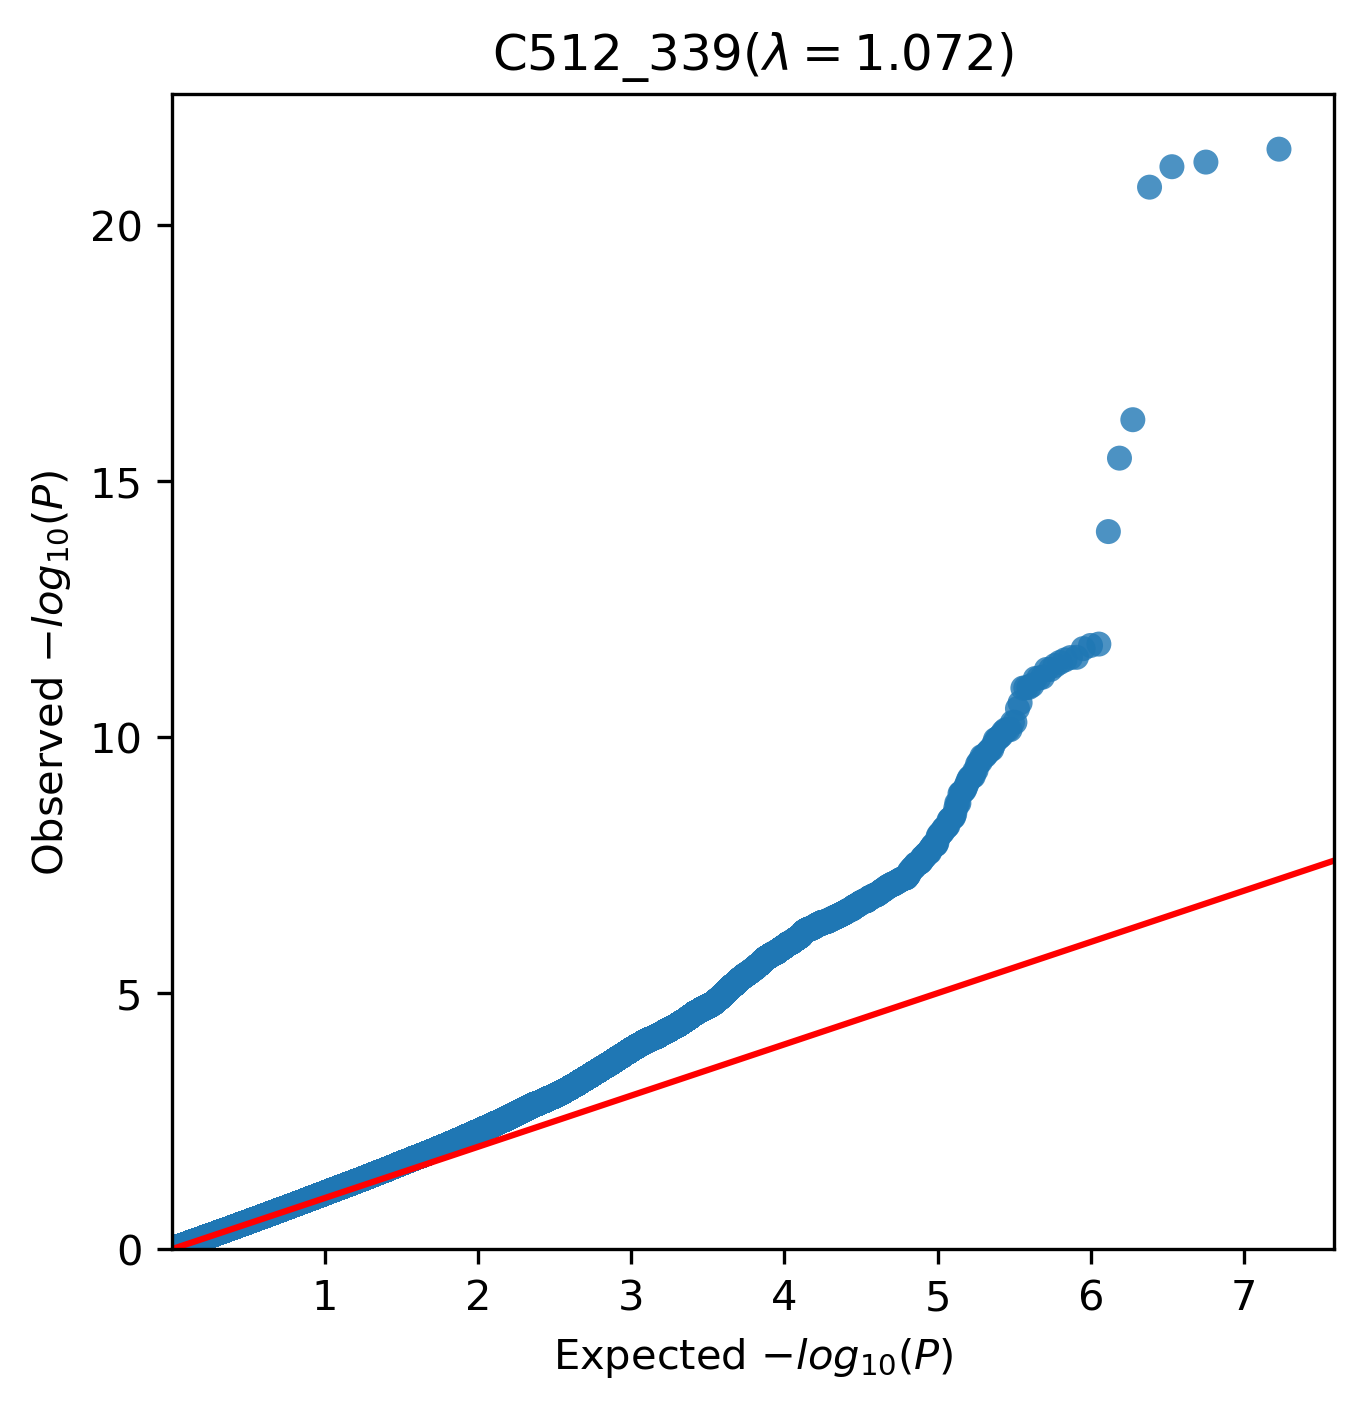 C512_339(λ = 1.072)
20
15
10
5
0
Observed −log₁₀(P)
1 2 3 4 5 6 7
Expected −log₁₀(P)